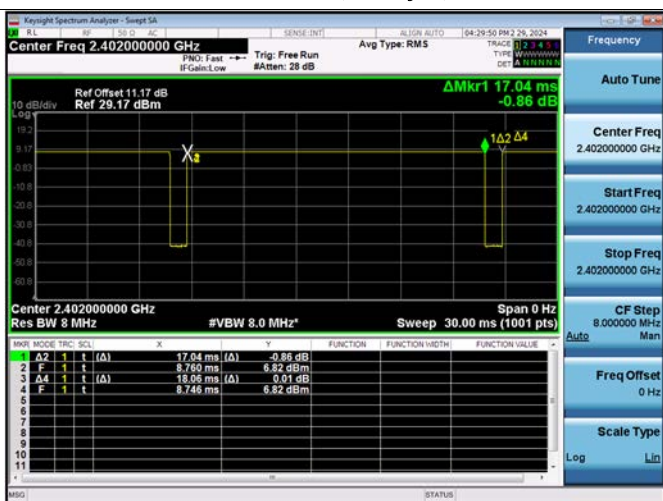 Keysight Spectrum Analyzer - Swept SA
RL RF 50 Ω AC SENSE:INT ALIGN AUTO 04:29:50 PM 2 29, 2024
Center Freq 2.402000000 GHz
PNO: Fast
IFGain:Low
Trig: Free Run
#Atten: 28 dB
Avg Type: RMS
TRACE 1 2 3 4 5 6
TYPE WWWWWW
DET A N N N N N
Ref Offset 11.17 dB
10 dB/div Ref 29.17 dBm
Log
ΔMkr1 17.04 ms
-0.86 dB
19.2
9.17
-0.83
-10.8
-20.8
-30.8
-40.8
-50.8
-60.8
1Δ2 Δ4
Center 2.402000000 GHz Span 0 Hz
Res BW 8 MHz #VBW 8.0 MHz* Sweep 30.00 ms (1001 pts)
MKR MODE TRC SCL X Y FUNCTION FUNCTION WIDTH FUNCTION VALUE
1 Δ2 1 t (Δ) 17.04 ms (Δ) -0.86 dB
2 F 1 t 8.760 ms 6.82 dBm
3 Δ4 1 t (Δ) 18.06 ms (Δ) 0.01 dB
4 F 1 t 8.746 ms 6.82 dBm
5
6
7
8
9
10
11
MSG STATUS
Frequency
Auto Tune
Center Freq
2.402000000 GHz
Start Freq
2.402000000 GHz
Stop Freq
2.402000000 GHz
CF Step
8.000000 MHz
Auto Man
Freq Offset
0 Hz
Scale Type
Log Lin